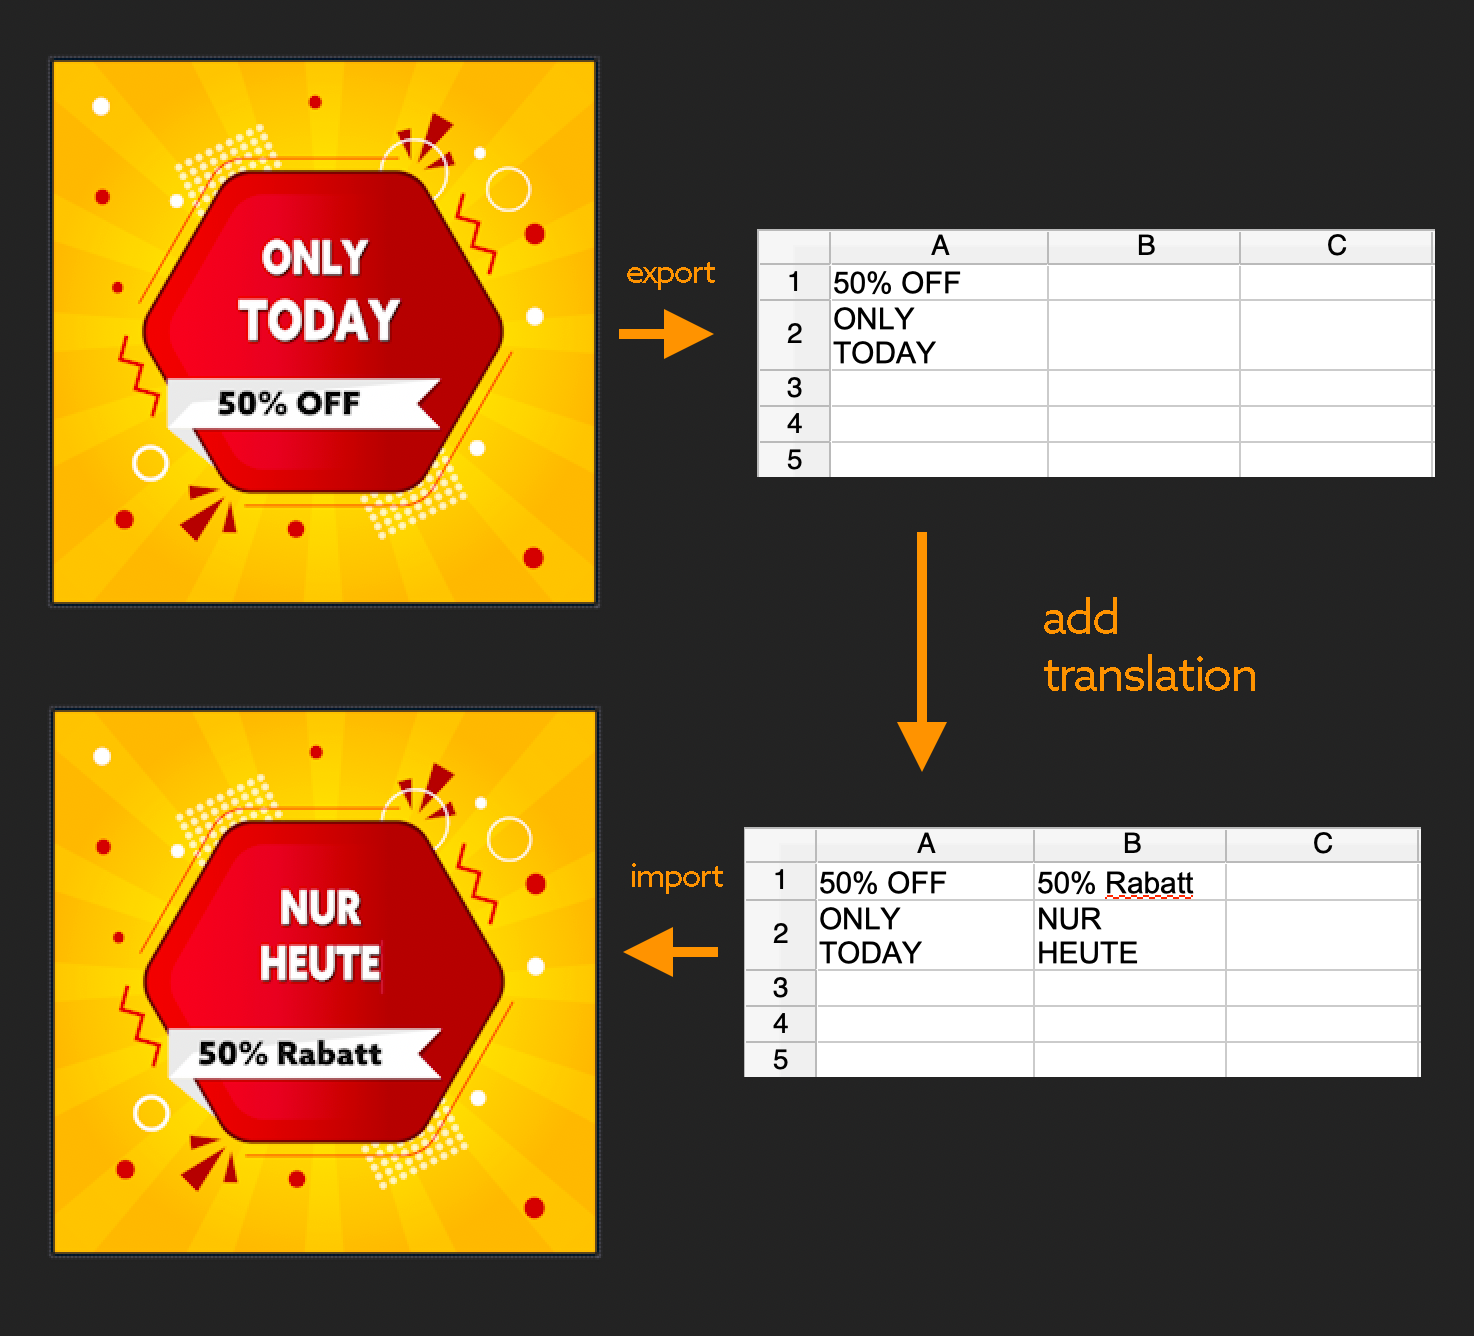 ONLY
TODAY
50% OFF
export
A B C
1 50% OFF
2 ONLY
TODAY
3
4
5
add
translation
A B C
1 50% OFF 50% Rabatt
2 ONLY NUR
TODAY HEUTE
3
4
5
import
NUR
HEUTE
50% Rabatt